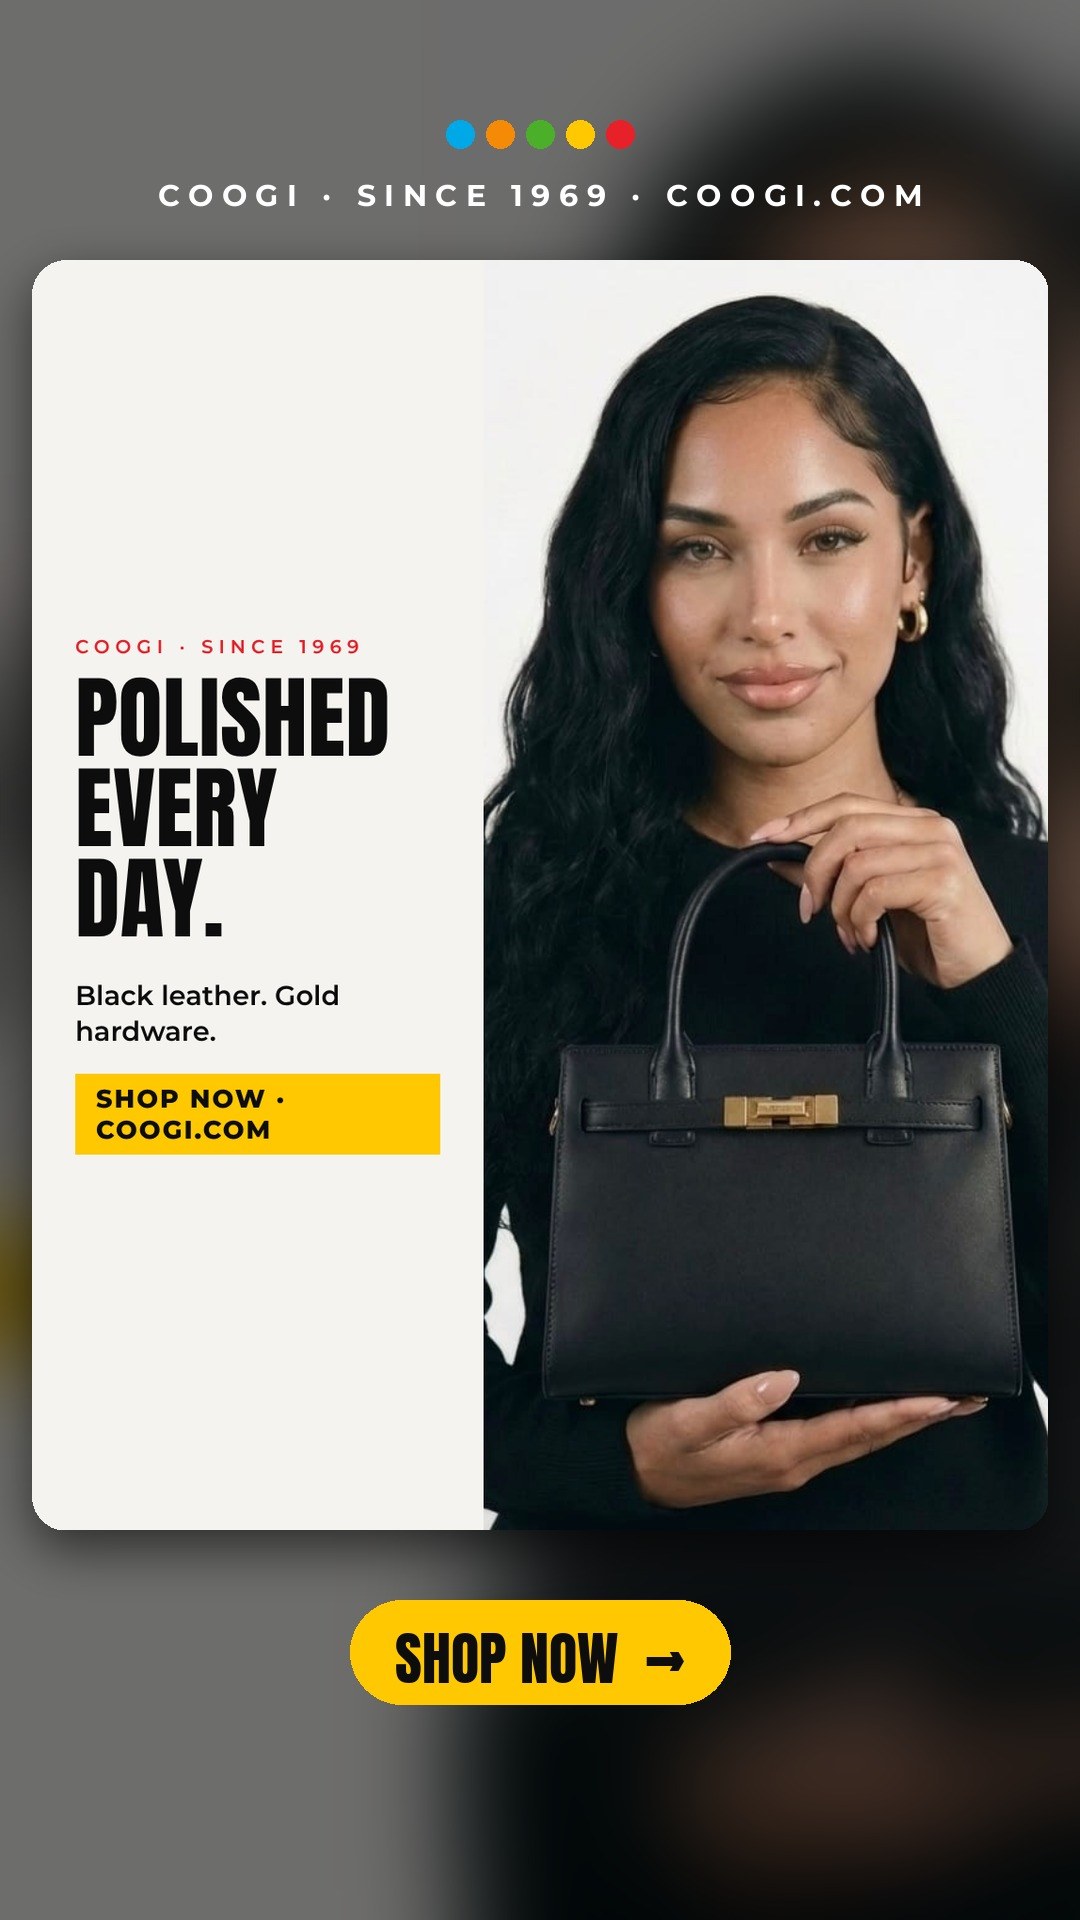 COOGI · SINCE 1969 · COOGI.COM
COOGI · SINCE 1969
POLISHED
EVERY
DAY.
Black leather. Gold
hardware.
SHOP NOW ·
COOGI.COM
SHOP NOW →